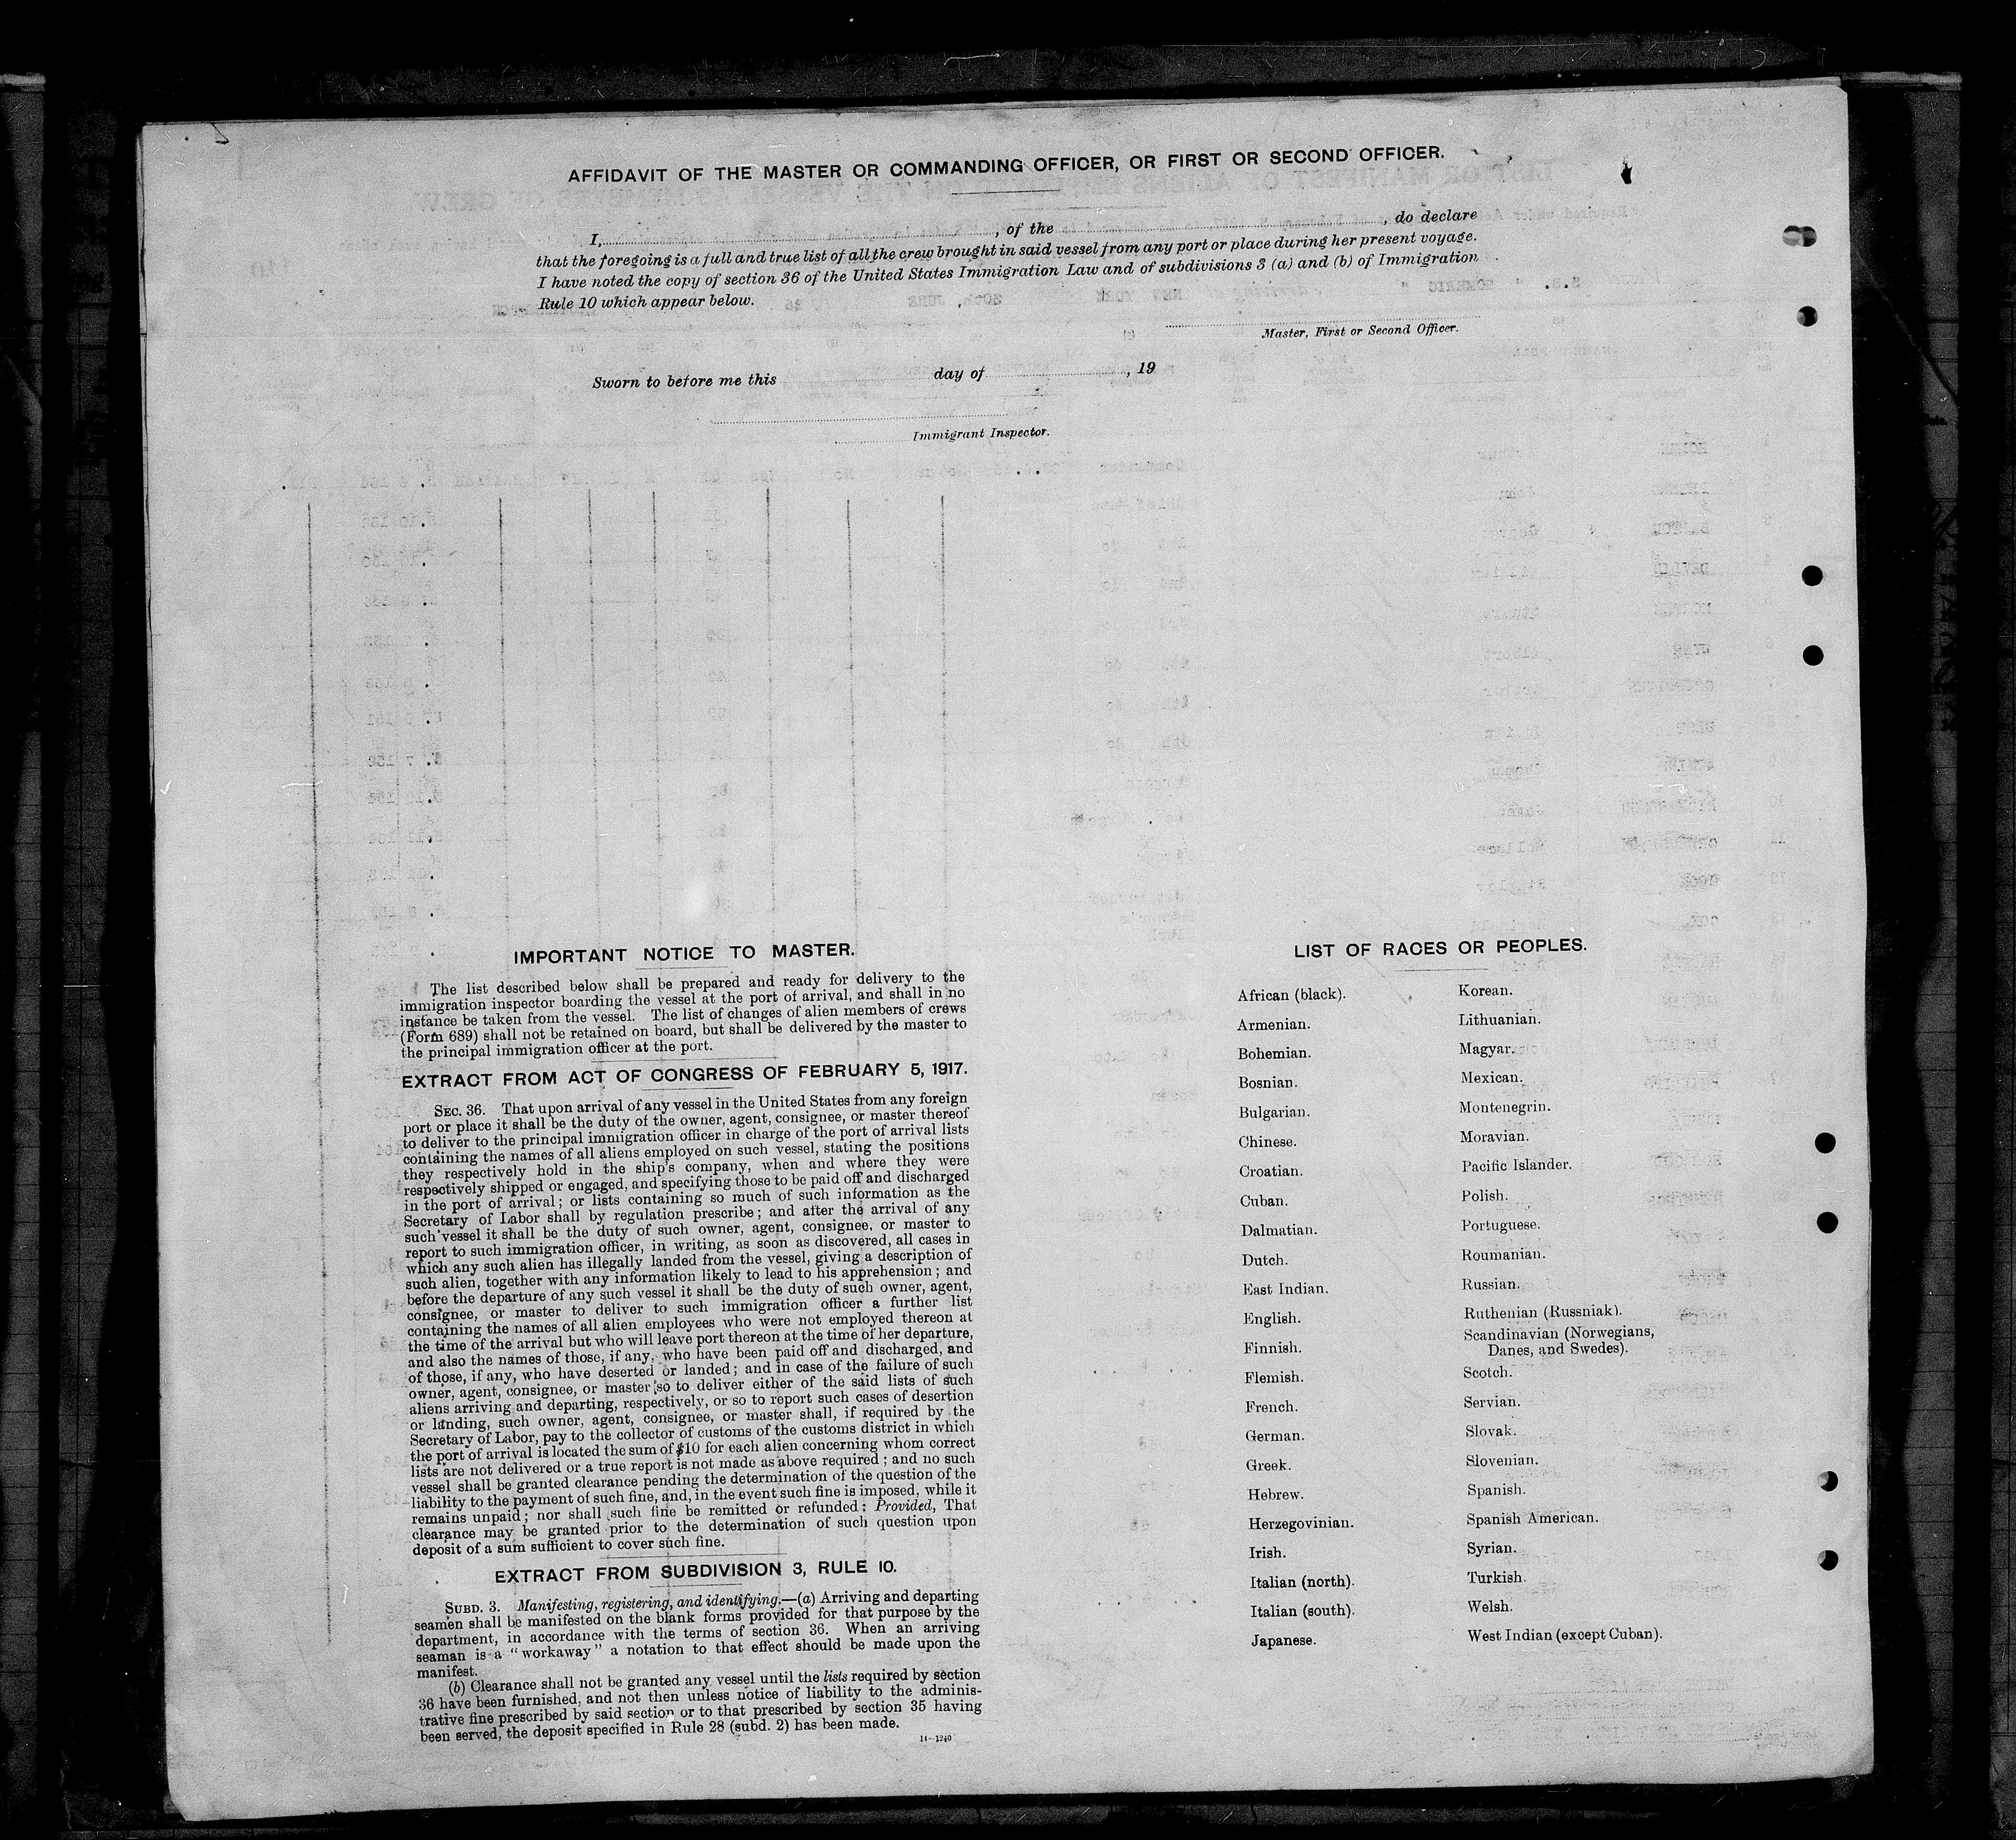 AFFIDAVIT OF THE MASTER OR COMMANDING OFFICER, OR FIRST OR SECOND OFFICER.
I, , of the , do declare
that the foregoing is a full and true list of all the crew brought in said vessel from any port or place during her present voyage.
I have noted the copy of section 36 of the United States Immigration Law and of subdivisions 3 (a) and (b) of Immigration
Rule 10 which appear below.
Master, First or Second Officer.
Sworn to before me this day of , 19
Immigrant Inspector.
IMPORTANT NOTICE TO MASTER.
The list described below shall be prepared and ready for delivery to the
immigration inspector boarding the vessel at the port of arrival, and shall in no
instance be taken from the vessel. The list of changes of alien members of crews
(Form 689) shall not be retained on board, but shall be delivered by the master to
the principal immigration officer at the port.
EXTRACT FROM ACT OF CONGRESS OF FEBRUARY 5, 1917.
SEC. 36. That upon arrival of any vessel in the United States from any foreign
port or place it shall be the duty of the owner, agent, consignee, or master thereof
to deliver to the principal immigration officer in charge of the port of arrival lists
containing the names of all aliens employed on such vessel, stating the positions
they respectively hold in the ship's company, when and where they were
respectively shipped or engaged, and specifying those to be paid off and discharged
in the port of arrival; or lists containing so much of such information as the
Secretary of Labor shall by regulation prescribe; and after the arrival of any
such vessel it shall be the duty of such owner, agent, consignee, or master to
report to such immigration officer, in writing, as soon as discovered, all cases in
which any such alien has illegally landed from the vessel, giving a description of
such alien, together with any information likely to lead to his apprehension; and
before the departure of any such vessel it shall be the duty of such owner, agent,
consignee, or master to deliver to such immigration officer a further list
containing the names of all alien employees who were not employed thereon at
the time of the arrival but who will leave port thereon at the time of her departure,
and also the names of those, if any, who have been paid off and discharged, and
of those, if any, who have deserted or landed; and in case of the failure of such
owner, agent, consignee, or master so to deliver either of the said lists of such
aliens arriving and departing, respectively, or so to report such cases of desertion
or landing, such owner, agent, consignee, or master shall, if required by the
Secretary of Labor, pay to the collector of customs of the customs district in which
the port of arrival is located the sum of $10 for each alien concerning whom correct
lists are not delivered or a true report is not made as above required; and no such
vessel shall be granted clearance pending the determination of the question of the
liability to the payment of such fine, and, in the event such fine is imposed, while it
remains unpaid; nor shall such fine be remitted or refunded: Provided, That
clearance may be granted prior to the determination of such question upon
deposit of a sum sufficient to cover such fine.
EXTRACT FROM SUBDIVISION 3, RULE 10.
SUBD. 3. Manifesting, registering, and identifying.—(a) Arriving and departing
seamen shall be manifested on the blank forms provided for that purpose by the
department, in accordance with the terms of section 36. When an arriving
seaman is a "workaway" a notation to that effect should be made upon the
manifest.
(b) Clearance shall not be granted any vessel until the lists required by section
36 have been furnished, and not then unless notice of liability to the adminis-
trative fine prescribed by said section or to that prescribed by section 35 having
been served, the deposit specified in Rule 28 (subd. 2) has been made.
14—1240
LIST OF RACES OR PEOPLES.
African (black).
Armenian.
Bohemian.
Bosnian.
Bulgarian.
Chinese.
Croatian.
Cuban.
Dalmatian.
Dutch.
East Indian.
English.
Finnish.
Flemish.
French.
German.
Greek.
Hebrew.
Herzegovinian.
Irish.
Italian (north).
Italian (south).
Japanese.
Korean.
Lithuanian.
Magyar.
Mexican.
Montenegrin.
Moravian.
Pacific Islander.
Polish.
Portuguese.
Roumanian.
Russian.
Ruthenian (Russniak).
Scandinavian (Norwegians,
Danes, and Swedes).
Scotch.
Servian.
Slovak.
Slovenian.
Spanish.
Spanish American.
Syrian.
Turkish.
Welsh.
West Indian (except Cuban).